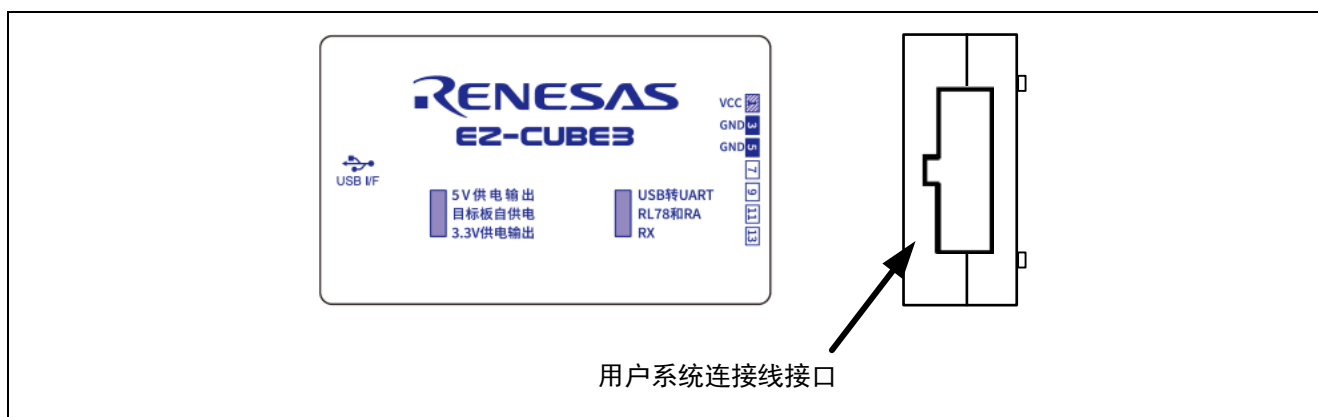 RENESAS
EZ-CUBE3
USB I/F
5V供电输出
目标板自供电
3.3V供电输出
USB转UART
RL78和RA
RX
VCC 1
GND 3
GND 5
7
9
11
13
用户系统连接线接口